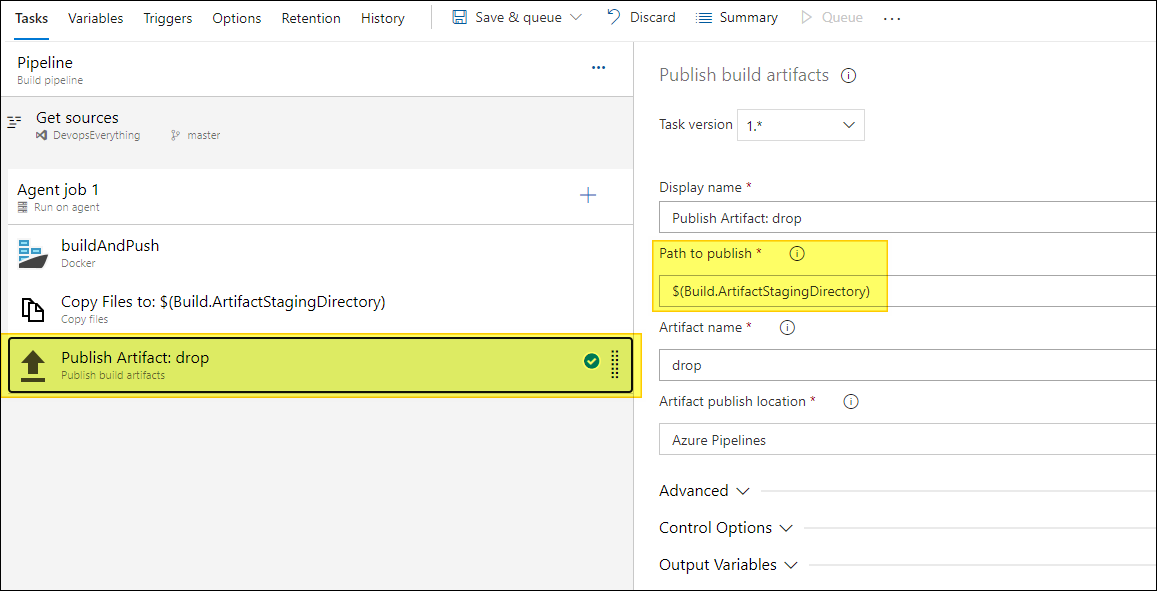 Tasks Variables Triggers Options Retention History Save & queue Discard Summary Queue ...
Pipeline
Build pipeline
Get sources
DevopsEverything master
Agent job 1
Run on agent
buildAndPush
Docker
Copy Files to: $(Build.ArtifactStagingDirectory)
Copy files
Publish Artifact: drop
Publish build artifacts
Publish build artifacts
Task version 1.*
Display name *
Publish Artifact: drop
Path to publish *
$(Build.ArtifactStagingDirectory)
Artifact name *
drop
Artifact publish location *
Azure Pipelines
Advanced
Control Options
Output Variables